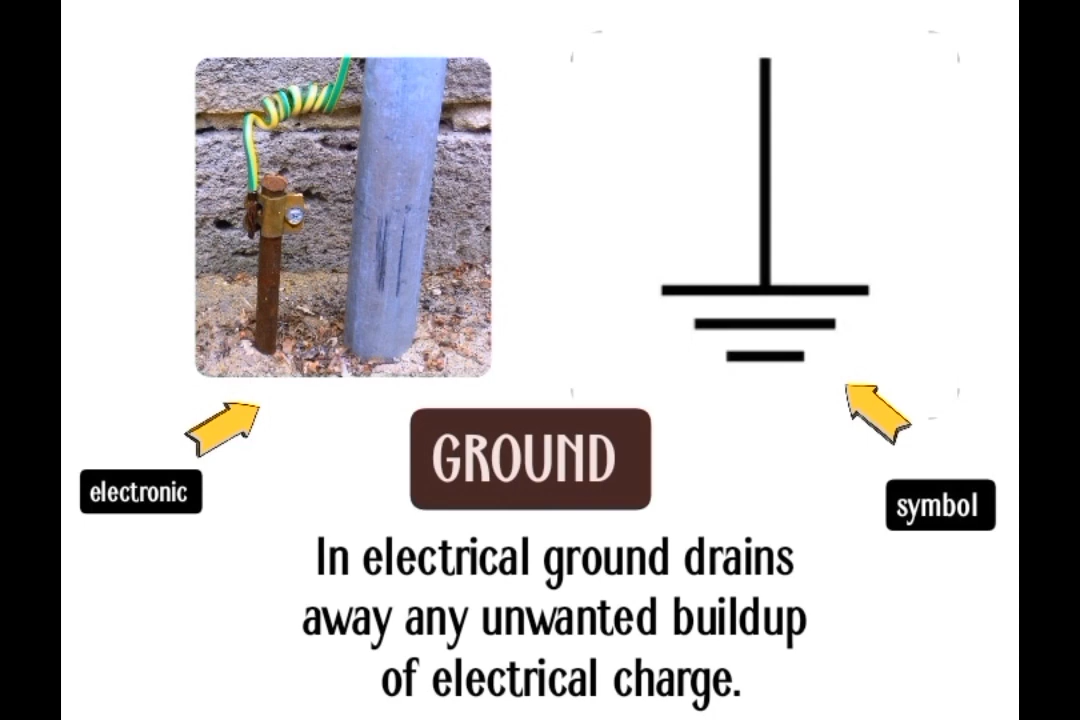 electronic
GROUND
symbol
In electrical ground drains
away any unwanted buildup
of electrical charge.